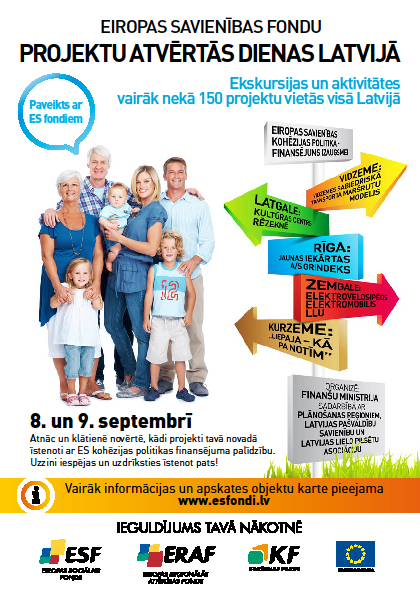 EIROPAS SAVIENĪBAS FONDU
PROJEKTU ATVĒRTĀS DIENAS LATVIJĀ
Ekskursijas un aktivitātes
vairāk nekā 150 projektu vietās visā Latvijā
Paveikts ar
ES fondiem
EIROPAS SAVIENĪBAS
KOHĒZIJAS POLITIKA -
FINANSĒJUMS IZAUGSMEI
VIDZEME:
VIDZEMES SABIEDRISKĀ
TRANSPORTA MARŠRUTU
MODELIS
LATGALE:
KULTŪRAS CENTRS
RĒZEKNĒ
RĪGA:
JAUNAS IEKĀRTAS
A/S GRINDEKS
ZEMGALE:
ELEKTROVELOSIPĒDS
ELEKTROMOBILIS
LLU
KURZEME:
"LIEPĀJA – KĀ
PA NOTĪM"
ORGANIZĒ:
FINANŠU MINISTRIJA
SADARBĪBĀ AR
PLĀNOŠANAS REĢIONIEM,
LATVIJAS PAŠVALDĪBU
SAVIENĪBU UN
LATVIJAS LIELO PILSĒTU
ASOCIĀCIJU
8. un 9. septembrī
Atnāc un klātienē novērtē, kādi projekti tavā novadā
īstenoti ar ES kohēzijas politikas finansējuma palīdzību.
Uzzini iespējas un uzdrīksties īstenot pats!
i
Vairāk informācijas un apskates objektu karte pieejama
www.esfondi.lv
IEGULDĪJUMS TAVĀ NĀKOTNĒ
ESF
EIROPAS SOCIĀLAIS
FONDS
ERAF
EIROPAS REĢIONĀLĀS
ATTĪSTĪBAS FONDS
KF
KOHĒZIJAS FONDS